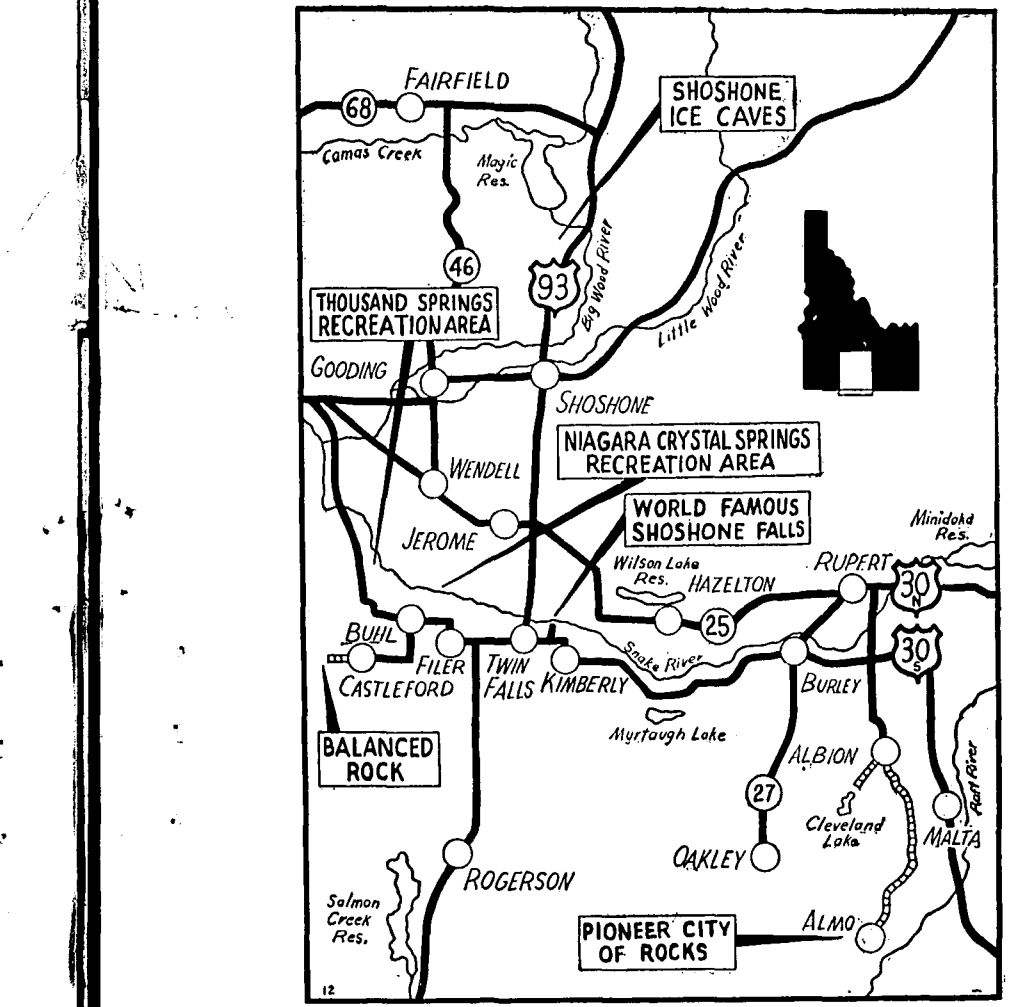 FAIRFIELD
68
SHOSHONE
ICE CAVES
Camas Creek
Magic
Res.
46
93
Big Wood River
Little Wood River
THOUSAND SPRINGS
RECREATION AREA
GOODING
SHOSHONE
NIAGARA CRYSTAL SPRINGS
RECREATION AREA
WENDELL
WORLD FAMOUS
SHOSHONE FALLS
JEROME
Minidoka
Res.
Wilson Lake
Res.
HAZELTON
RUPERT
30
N
25
BUHL
FILER
TWIN
FALLS
KIMBERLY
Snake River
30
S
CASTLEFORD
BURLEY
Myrtaugh Lake
BALANCED
ROCK
ALBION
Raft River
27
Cleveland
Lake
MALTA
OAKLEY
ROGERSON
Salmon
Creek
Res.
PIONEER CITY
OF ROCKS
ALMO
12